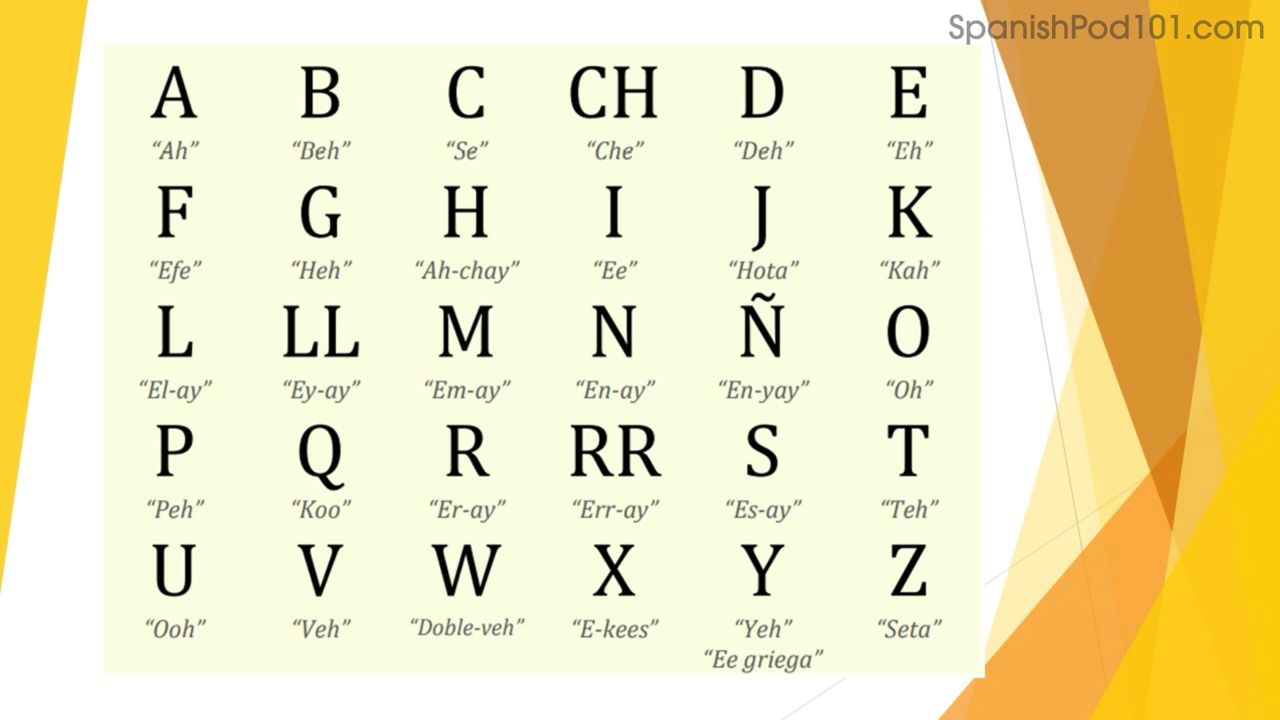 SpanishPod101.com
A B C CH D E
“Ah” “Beh” “Se” “Che” “Deh” “Eh”
F G H I J K
“Efe” “Heh” “Ah-chay” “Ee” “Hota” “Kah”
L LL M N Ñ O
“El-ay” “Ey-ay” “Em-ay” “En-ay” “En-yay” “Oh”
P Q R RR S T
“Peh” “Koo” “Er-ay” “Err-ay” “Es-ay” “Teh”
U V W X Y Z
“Ooh” “Veh” “Doble-veh” “E-kees” “Yeh” “Seta”
“Ee griega”